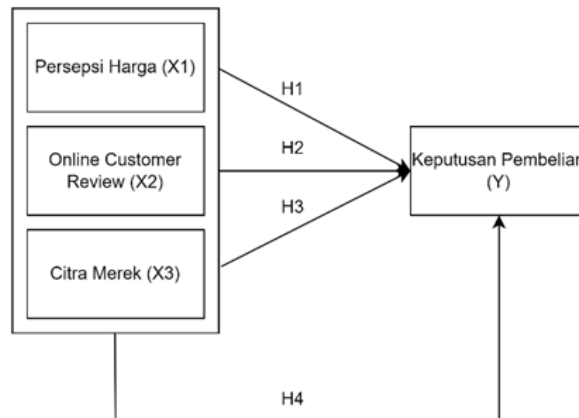 Persepsi Harga (X1)
H1
Online Customer
Review (X2)
H2
Keputusan Pembelian
(Y)
H3
Citra Merek (X3)
H4